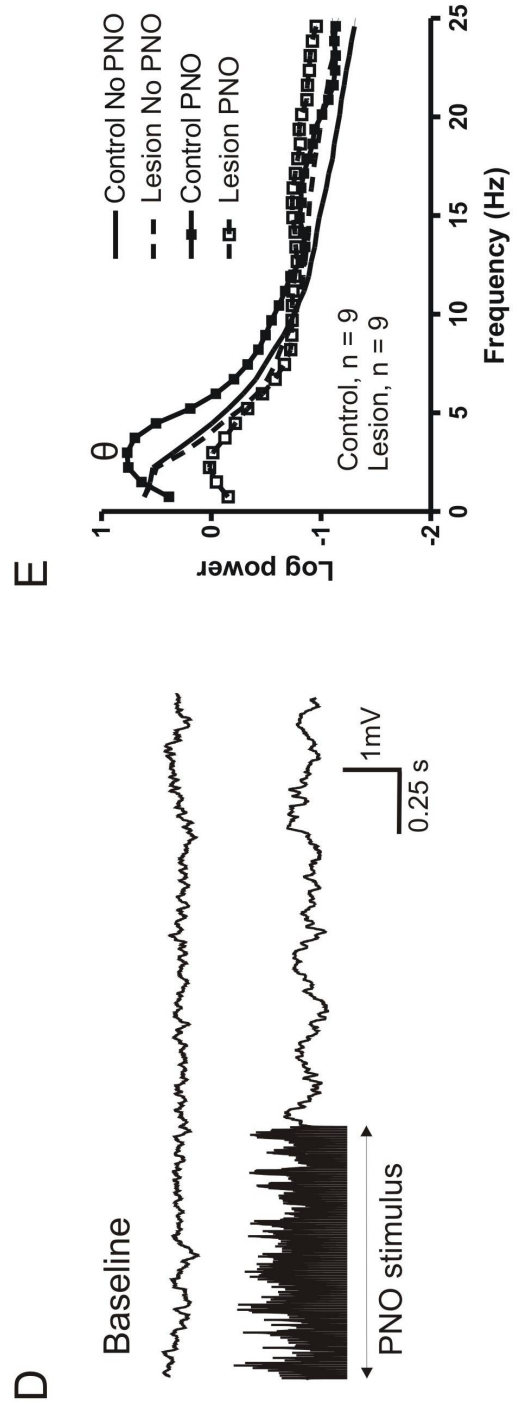 D
Baseline
PNO stimulus
1mV
0.25 s
E
Log power
1
0
-1
-2
θ
Control No PNO
Lesion No PNO
Control PNO
Lesion PNO
Control, n = 9
Lesion, n = 9
0 5 10 15 20 25
Frequency (Hz)